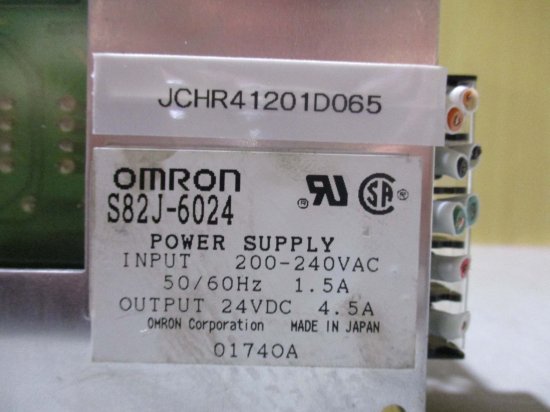 JCHR41201D065
OMRON
S82J-6024
POWER SUPPLY
INPUT 200-240VAC
50/60Hz 1.5A
OUTPUT 24VDC 4.5A
OMRON Corporation MADE IN JAPAN
01740A